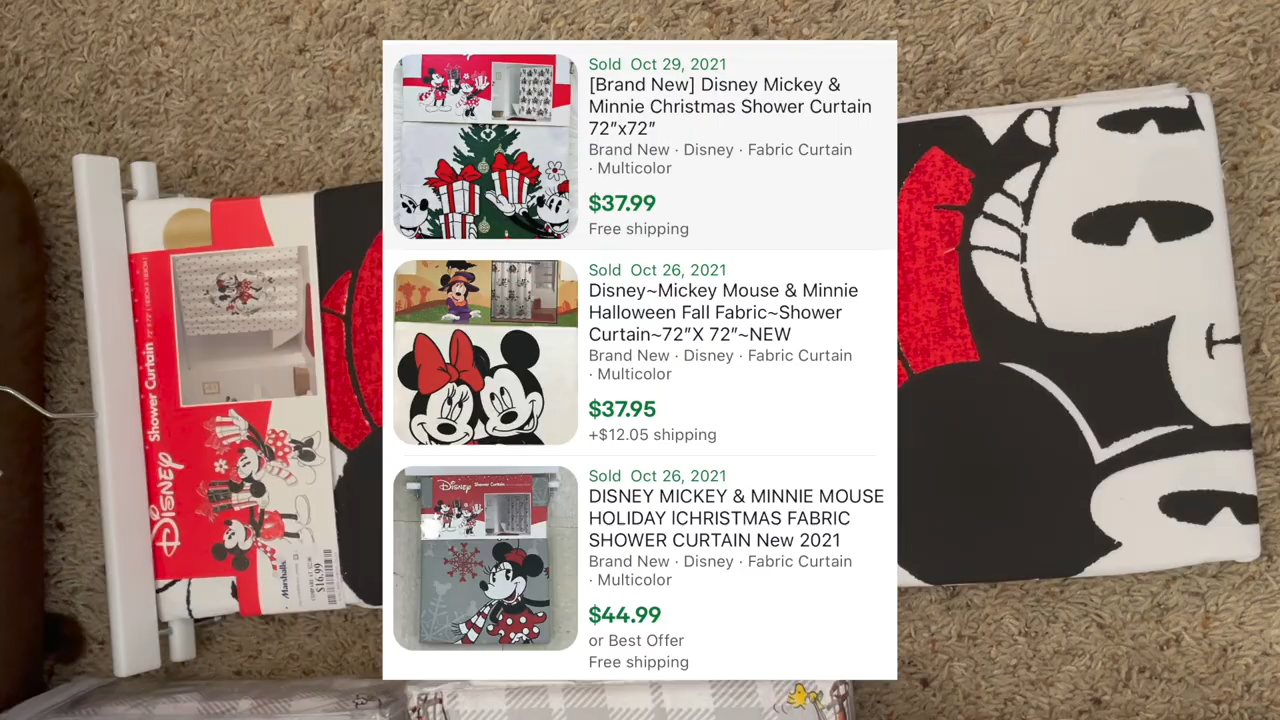 Sold Oct 29, 2021
[Brand New] Disney Mickey &
Minnie Christmas Shower Curtain
72"x72"
Brand New · Disney · Fabric Curtain
· Multicolor
$37.99
Free shipping
Sold Oct 26, 2021
Disney~Mickey Mouse & Minnie
Halloween Fall Fabric~Shower
Curtain~72"X 72"~NEW
Brand New · Disney · Fabric Curtain
· Multicolor
$37.95
+$12.05 shipping
Disney
Shower Curtain
Sold Oct 26, 2021
DISNEY MICKEY & MINNIE MOUSE
HOLIDAY |CHRISTMAS FABRIC
SHOWER CURTAIN New 2021
Brand New · Disney · Fabric Curtain
· Multicolor
$44.99
or Best Offer
Free shipping
DISNEY Shower Curtain
Marshalls
$16.99